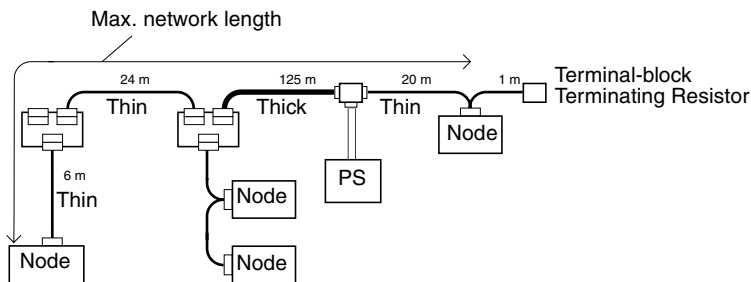 Max. network length
24 m
Thin
125 m
Thick
20 m
Thin
1 m
Terminal-block
Terminating Resistor
Node
6 m
Thin
PS
Node
Node
Node